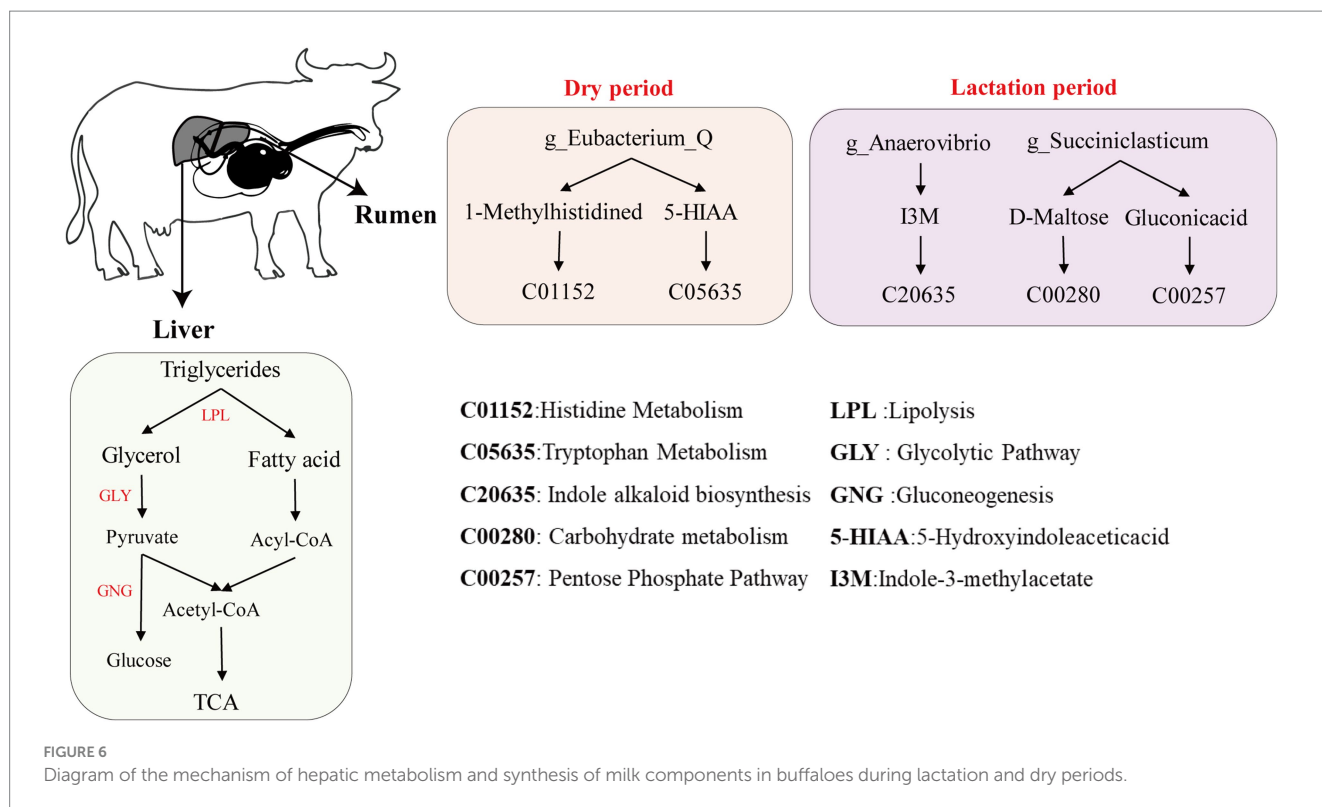 Rumen
Liver
Triglycerides
LPL
Glycerol
Fatty acid
GLY
Pyruvate
Acyl-CoA
GNG
Acetyl-CoA
Glucose
TCA
Dry period
g_Eubacterium_Q
1-Methylhistidined
5-HIAA
C01152
C05635
Lactation period
g_Anaerovibrio
g_Succiniclasticum
I3M
D-Maltose
Gluconicacid
C20635
C00280
C00257
C01152:Histidine Metabolism
C05635:Tryptophan Metabolism
C20635: Indole alkaloid biosynthesis
C00280: Carbohydrate metabolism
C00257: Pentose Phosphate Pathway
LPL :Lipolysis
GLY : Glycolytic Pathway
GNG :Gluconeogenesis
5-HIAA:5-Hydroxyindoleaceticacid
I3M:Indole-3-methylacetate
FIGURE 6
Diagram of the mechanism of hepatic metabolism and synthesis of milk components in buffaloes during lactation and dry periods.